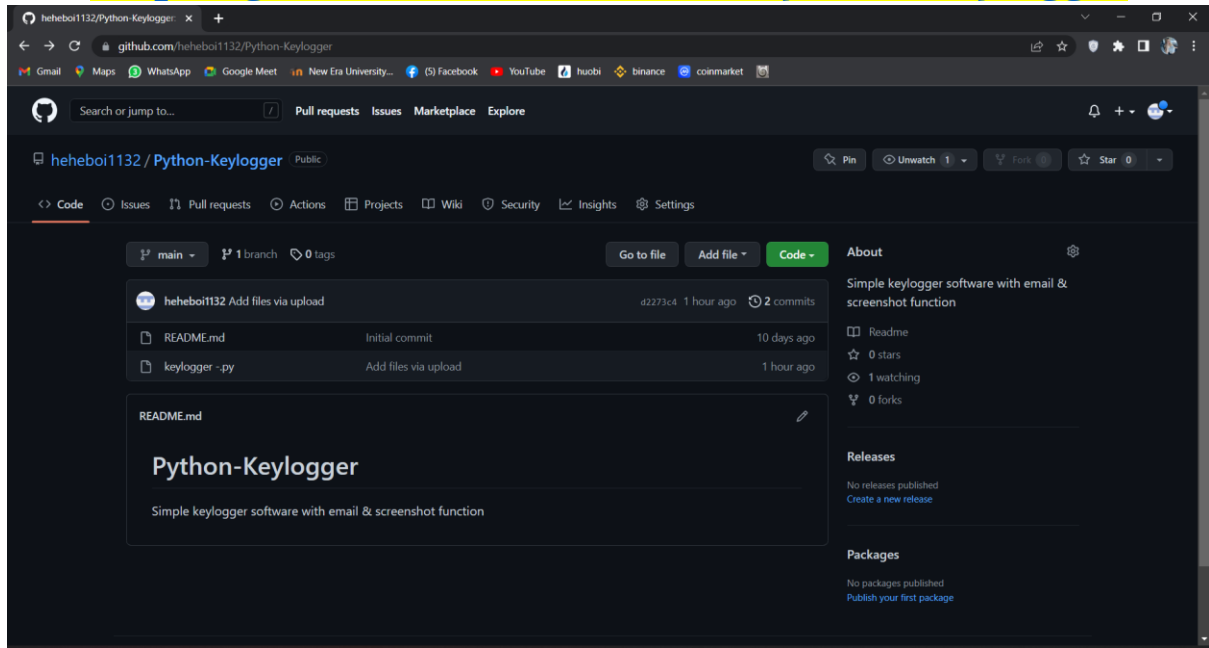 heheboi1132/Python-Keylogger:
github.com/heheboi1132/Python-Keylogger
Gmail Maps WhatsApp Google Meet New Era University... (5) Facebook YouTube huobi binance coinmarket
Search or jump to... / Pull requests Issues Marketplace Explore
heheboi1132 / Python-Keylogger Public
Pin Unwatch 1 Fork 0 Star 0
Code Issues Pull requests Actions Projects Wiki Security Insights Settings
main 1 branch 0 tags Go to file Add file Code
heheboi1132 Add files via upload d2273c4 1 hour ago 2 commits
README.md Initial commit 10 days ago
keylogger -.py Add files via upload 1 hour ago
README.md
Python-Keylogger
Simple keylogger software with email & screenshot function
About
Simple keylogger software with email &
screenshot function
Readme
0 stars
1 watching
0 forks
Releases
No releases published
Create a new release
Packages
No packages published
Publish your first package